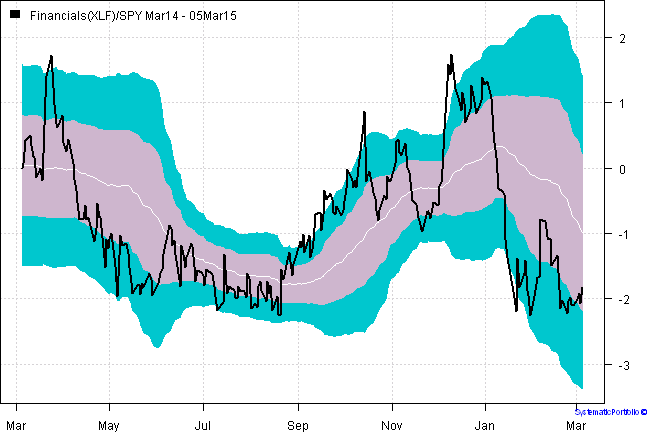 Financials(XLF)/SPY Mar14 - 05Mar15
2
1
0
-1
-2
-3
SystematicPortfolio ©
Mar May Jul Sep Nov Jan Mar